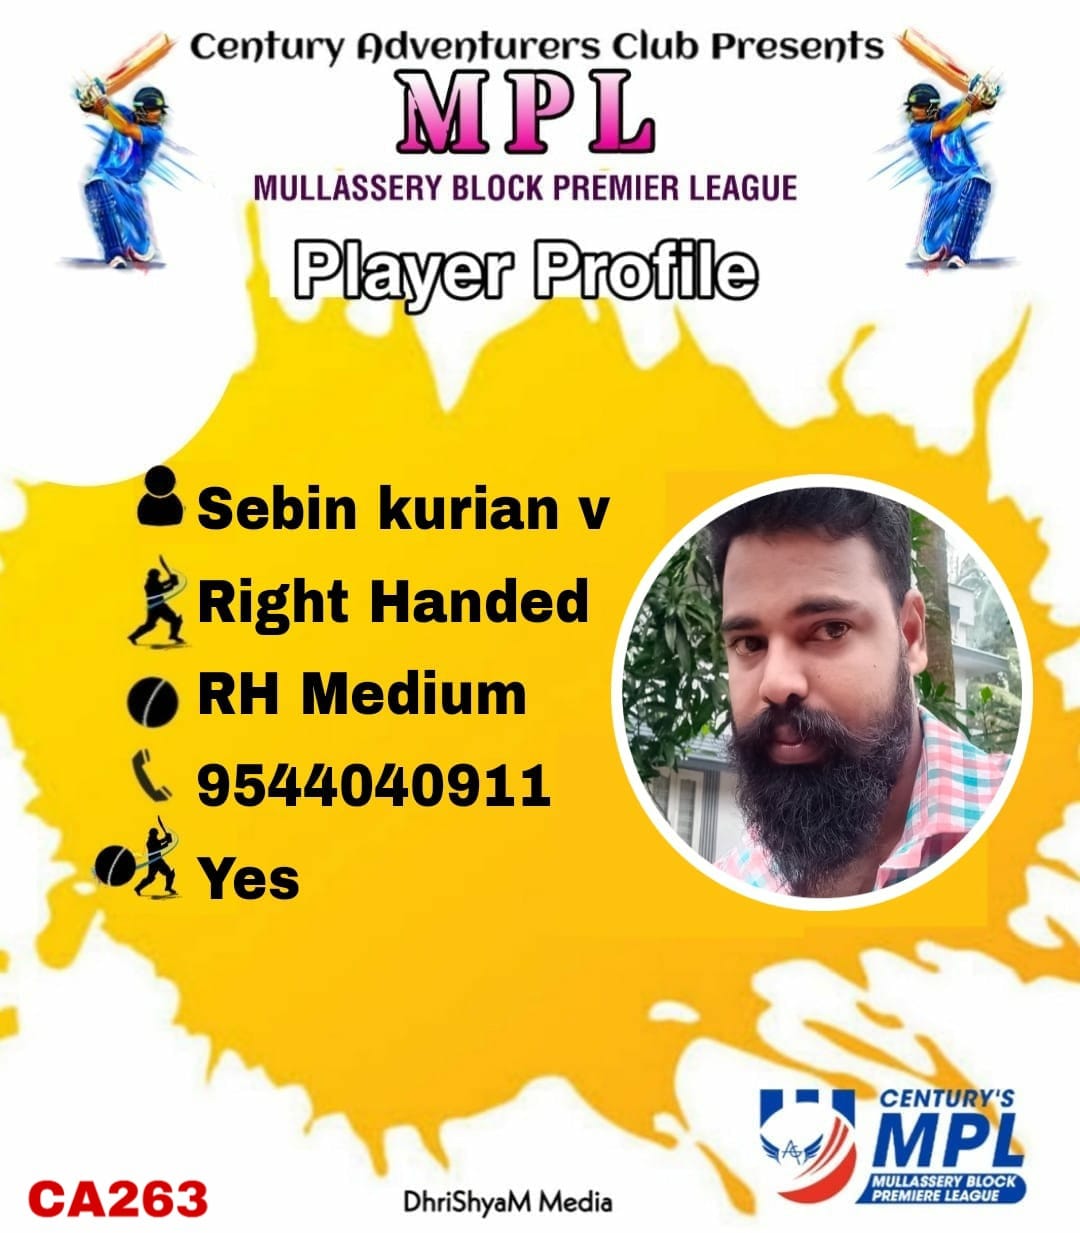 Century Adventurers Club Presents
MPL
MULLASSERY BLOCK PREMIER LEAGUE
Player Profile
Sebin kurian v
Right Handed
RH Medium
9544040911
Yes
CENTURY'S
MPL
MULLASSERY BLOCK
PREMIERE LEAGUE
CA263
DhriShyaM Media